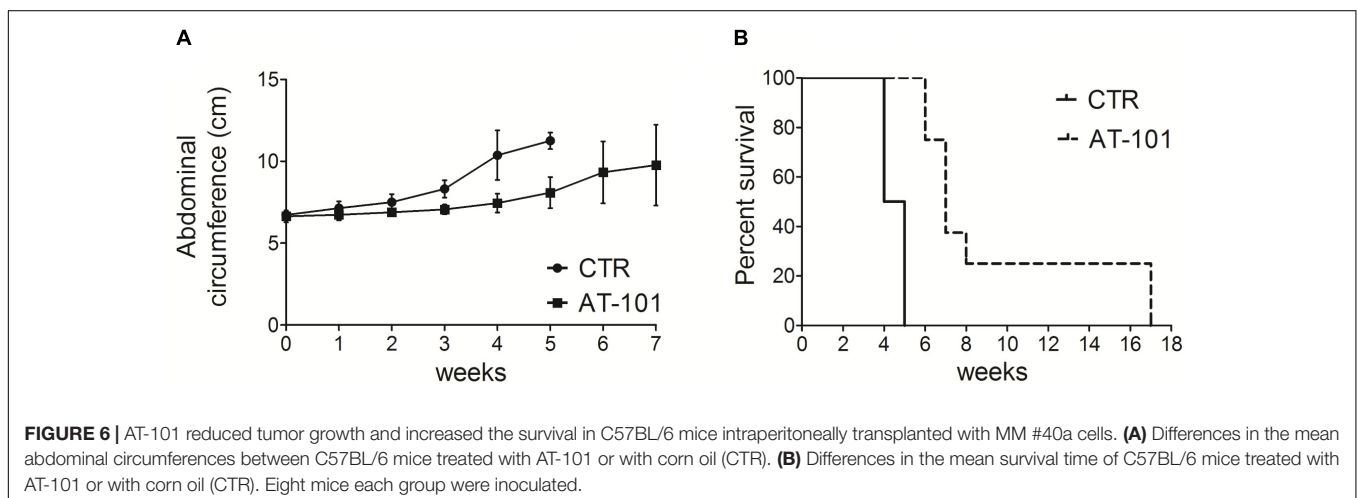 A
B
Abdominal
circumference (cm)
15
10
5
0
0 1 2 3 4 5 6 7
weeks
CTR
AT-101
Percent survival
100
80
60
40
20
0
0 2 4 6 8 10 12 14 16 18
weeks
CTR
AT-101
FIGURE 6 | AT-101 reduced tumor growth and increased the survival in C57BL/6 mice intraperitoneally transplanted with MM #40a cells. (A) Differences in the mean
abdominal circumferences between C57BL/6 mice treated with AT-101 or with corn oil (CTR). (B) Differences in the mean survival time of C57BL/6 mice treated with
AT-101 or with corn oil (CTR). Eight mice each group were inoculated.